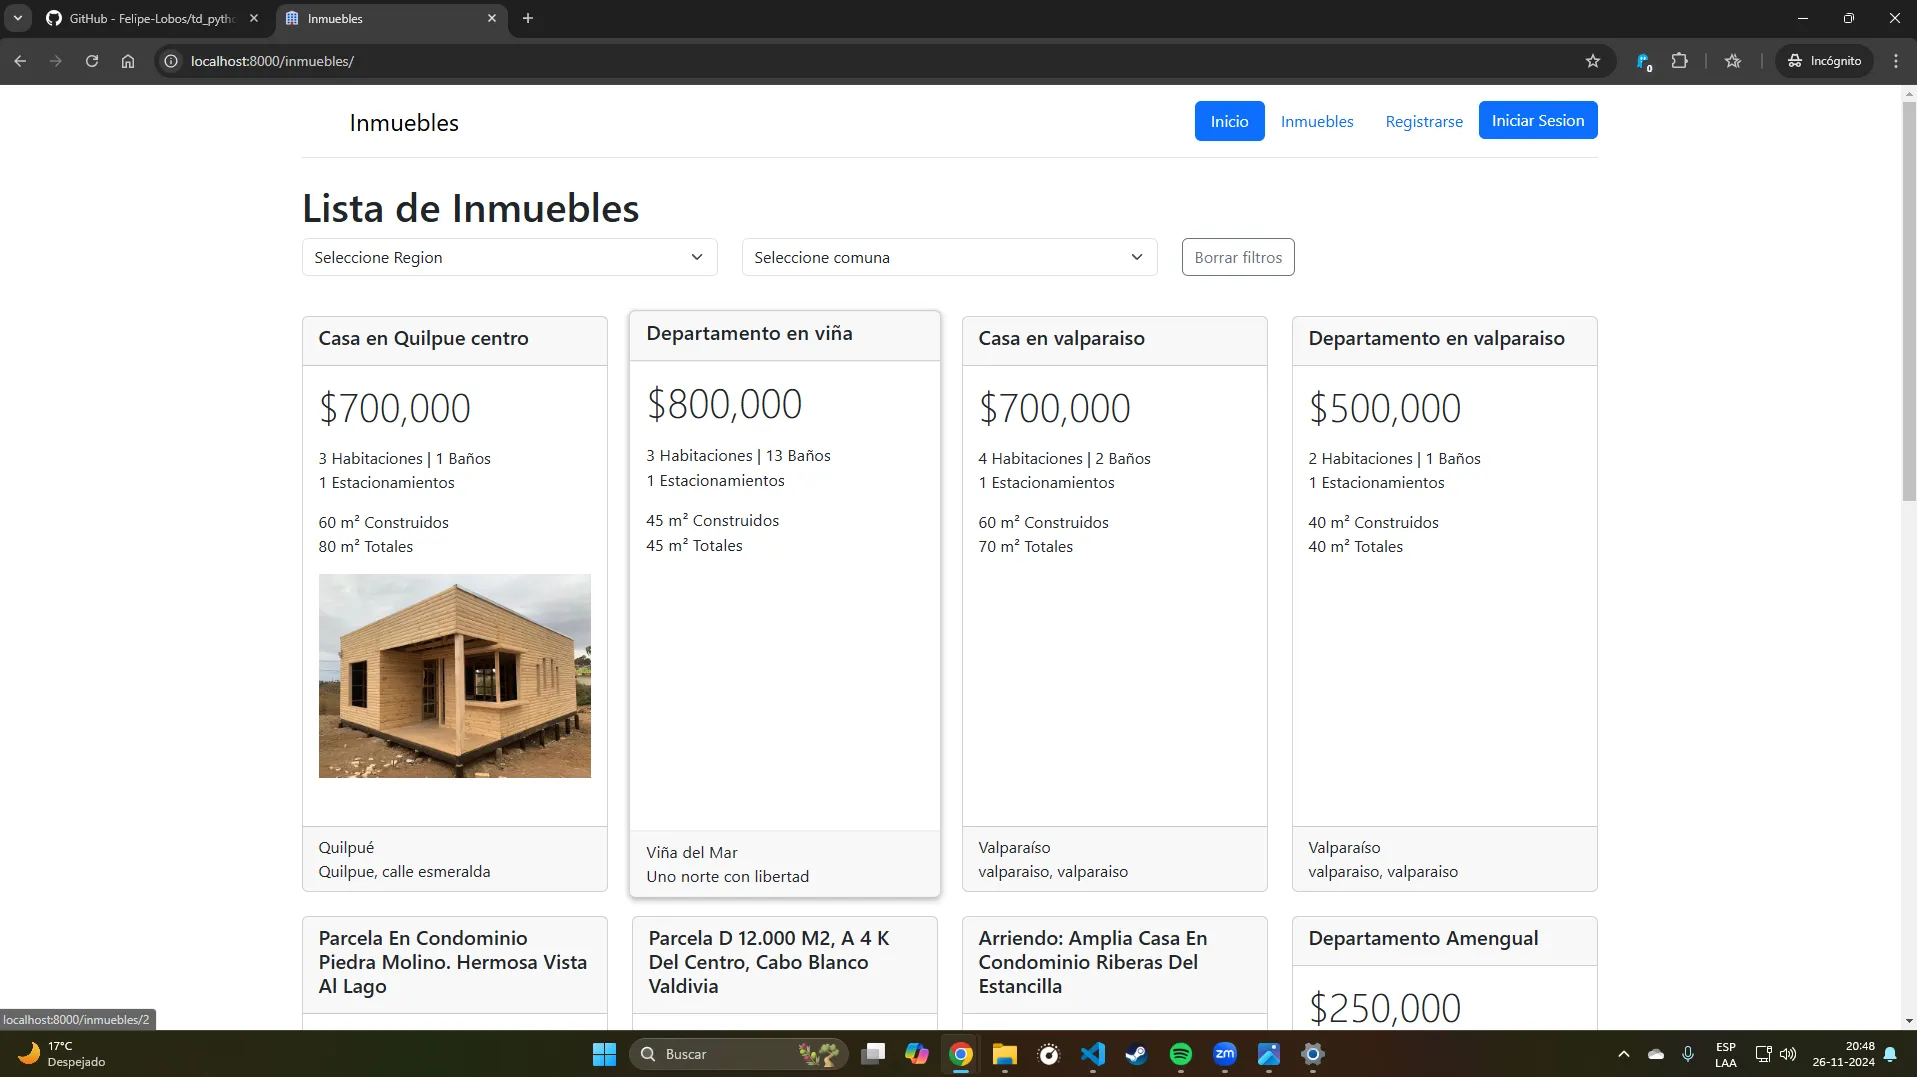 GitHub - Felipe-Lobos/td_pytho
Inmuebles
localhost:8000/inmuebles/
0
Incógnito
Inmuebles
Inicio
Inmuebles
Registrarse
Iniciar Sesion
Lista de Inmuebles
Seleccione Region
Seleccione comuna
Borrar filtros
Casa en Quilpue centro
$700,000
3 Habitaciones | 1 Baños
1 Estacionamientos
60 m² Construidos
80 m² Totales
Quilpué
Quilpue, calle esmeralda
Departamento en viña
$800,000
3 Habitaciones | 13 Baños
1 Estacionamientos
45 m² Construidos
45 m² Totales
Viña del Mar
Uno norte con libertad
Casa en valparaiso
$700,000
4 Habitaciones | 2 Baños
1 Estacionamientos
60 m² Construidos
70 m² Totales
Valparaíso
valparaiso, valparaiso
Departamento en valparaiso
$500,000
2 Habitaciones | 1 Baños
1 Estacionamientos
40 m² Construidos
40 m² Totales
Valparaíso
valparaiso, valparaiso
Parcela En Condominio
Piedra Molino. Hermosa Vista
Al Lago
Parcela D 12.000 M2, A 4 K
Del Centro, Cabo Blanco
Valdivia
Arriendo: Amplia Casa En
Condominio Riberas Del
Estancilla
Departamento Amengual
$250,000
localhost:8000/inmuebles/2
17°C
Despejado
Buscar
zm
ESP
LAA
20:48
26-11-2024